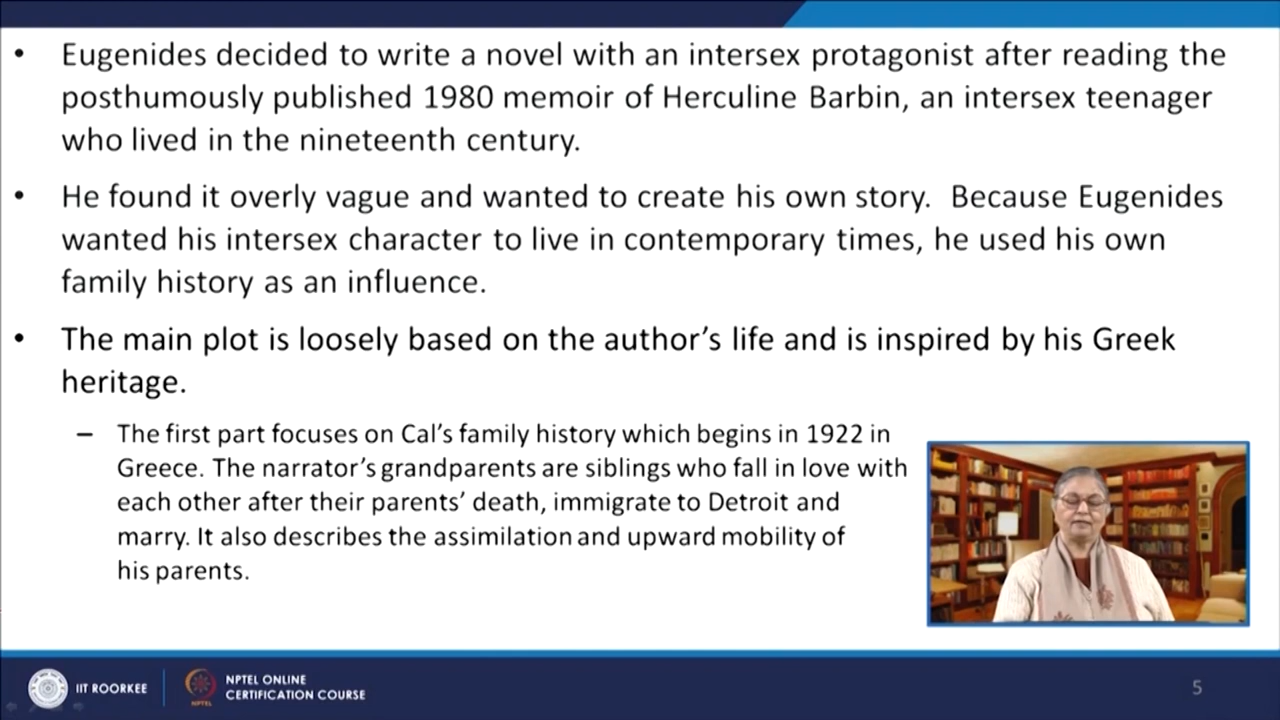 • Eugenides decided to write a novel with an intersex protagonist after reading the
posthumously published 1980 memoir of Herculine Barbin, an intersex teenager
who lived in the nineteenth century.
• He found it overly vague and wanted to create his own story.  Because Eugenides
wanted his intersex character to live in contemporary times, he used his own
family history as an influence.
• The main plot is loosely based on the author’s life and is inspired by his Greek
heritage.
– The first part focuses on Cal’s family history which begins in 1922 in
Greece. The narrator’s grandparents are siblings who fall in love with
each other after their parents’ death, immigrate to Detroit and
marry. It also describes the assimilation and upward mobility of
his parents.
IIT ROORKEE
NPTEL
NPTEL ONLINE
CERTIFICATION COURSE
5